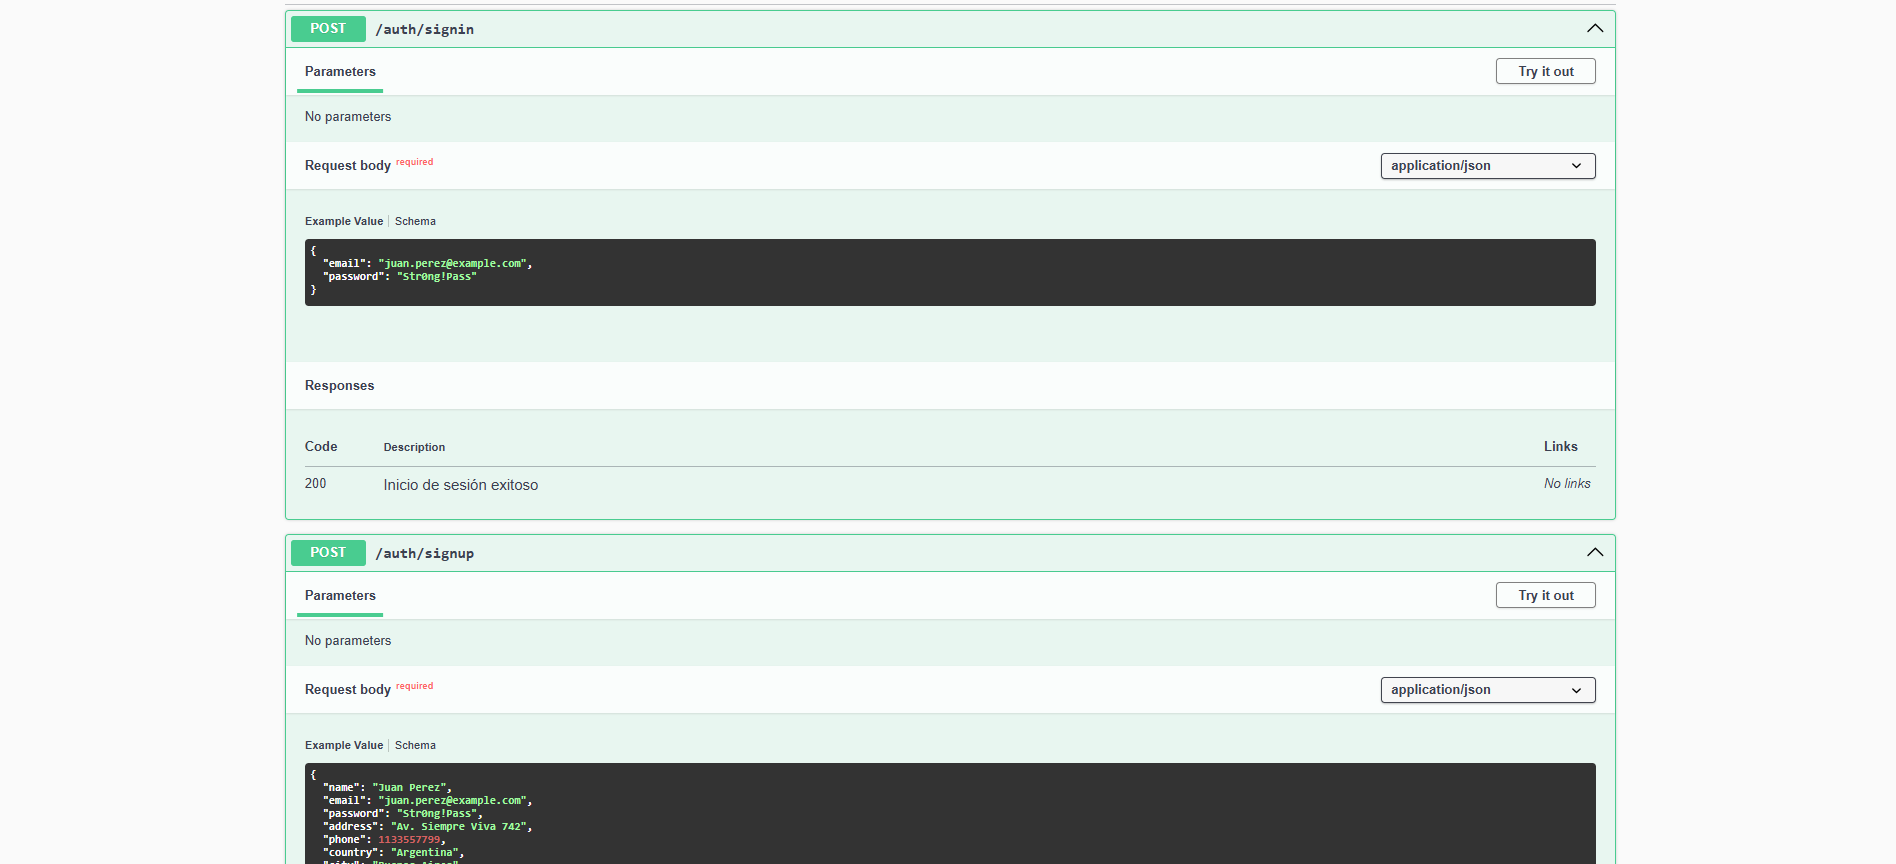 POST /auth/signin
Parameters Try it out
No parameters
Request body required application/json
Example Value Schema
{
"email": "juan.perez@example.com",
"password": "Str0ng!Pass"
}
Responses
Code Description Links
200 Inicio de sesión exitoso No links
POST /auth/signup
Parameters Try it out
No parameters
Request body required application/json
Example Value Schema
{
"name": "Juan Perez",
"email": "juan.perez@example.com",
"password": "Str0ng!Pass",
"address": "Av. Siempre Viva 742",
"phone": 1133557799,
"country": "Argentina",